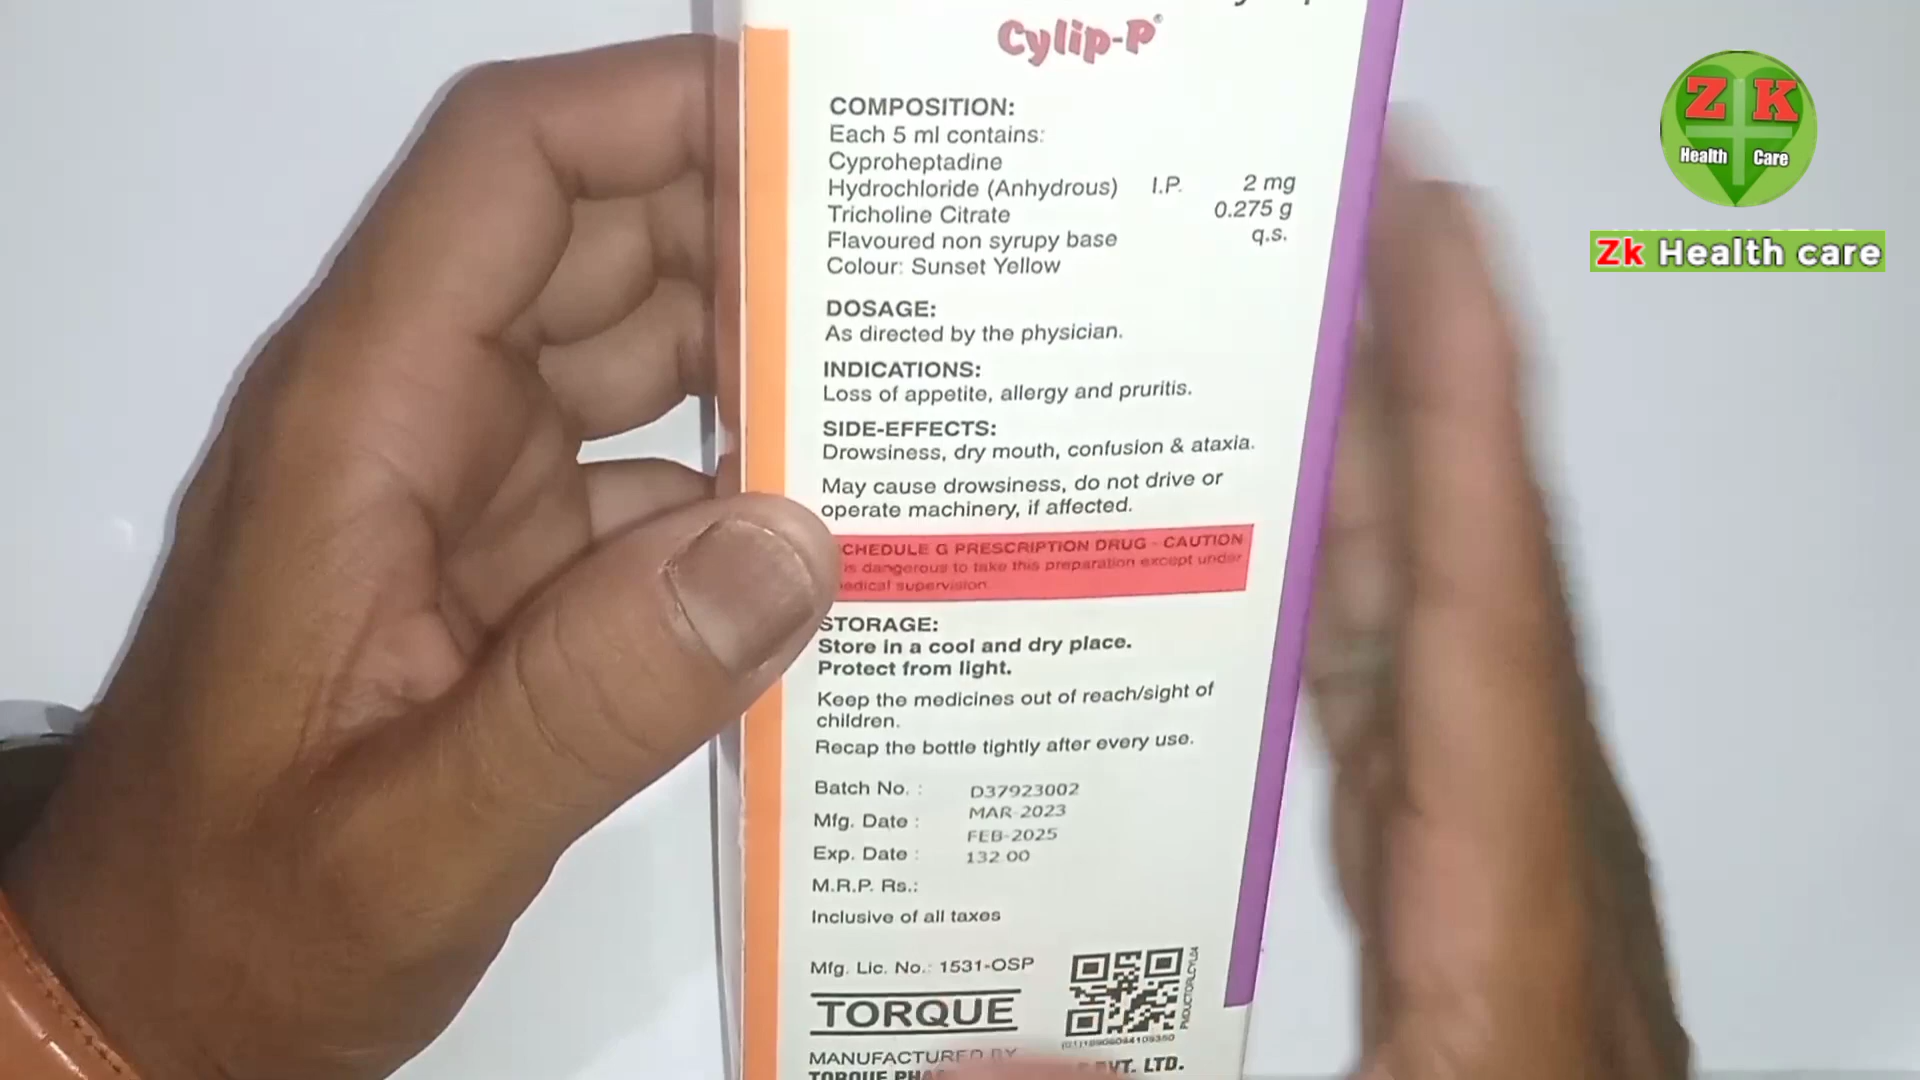 Cylip-P®
COMPOSITION:
Each 5 ml contains:
Cyproheptadine
Hydrochloride (Anhydrous) I.P. 2 mg
Tricholine Citrate 0.275 g
Flavoured non syrupy base q.s.
Colour: Sunset Yellow
DOSAGE:
As directed by the physician.
INDICATIONS:
Loss of appetite, allergy and pruritis.
SIDE-EFFECTS:
Drowsiness, dry mouth, confusion & ataxia.
May cause drowsiness, do not drive or
operate machinery, if affected.
CHEDULE G PRESCRIPTION DRUG - CAUTION
is dangerous to take this preparation except under
edical supervision
STORAGE:
Store in a cool and dry place.
Protect from light.
Keep the medicines out of reach/sight of
children.
Recap the bottle tightly after every use.
Batch No. : D37923002
Mfg. Date : MAR-2023
FEB-2025
Exp. Date : 132.00
M.R.P. Rs.:
Inclusive of all taxes
Mfg. Lic. No.: 1531-OSP
TORQUE
MANUFACTURED BY
TORQUE PVT. LTD.
Z K
Health Care
Zk Health care